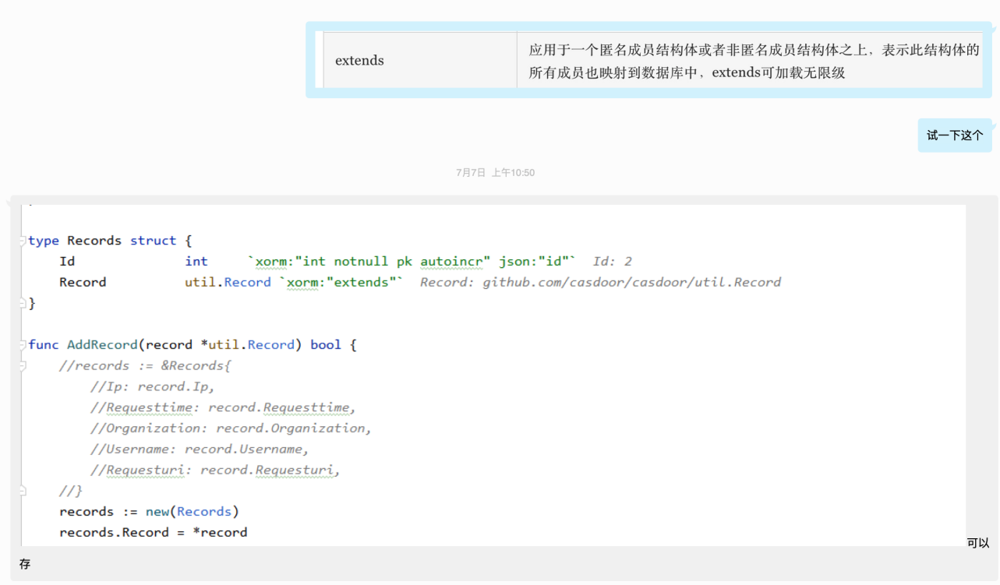 extends
应用于一个匿名成员结构体或者非匿名成员结构体之上，表示此结构体的
所有成员也映射到数据库中，extends可加载无限级
试一下这个
7月7日 上午10:50
type Records struct {
    Id              int     `xorm:"int notnull pk autoincr" json:"id"`  Id: 2
    Record          util.Record `xorm:"extends"`  Record: github.com/casdoor/casdoor/util.Record
}
func AddRecord(record *util.Record) bool {
    //records := &Records{
        //Ip: record.Ip,
        //Requesttime: record.Requesttime,
        //Organization: record.Organization,
        //Username: record.Username,
        //Requesturi: record.Requesturi,
    //}
    records := new(Records)
    records.Record = *record
可以
存